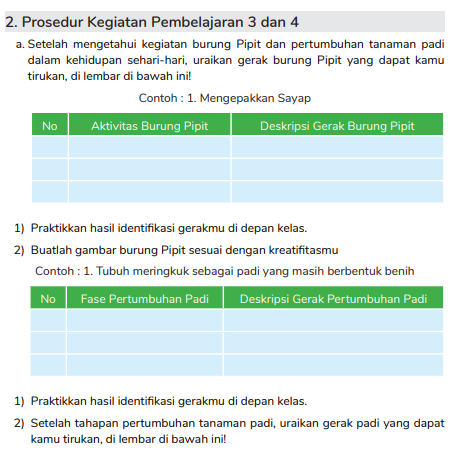 2. Prosedur Kegiatan Pembelajaran 3 dan 4
a. Setelah mengetahui kegiatan burung Pipit dan pertumbuhan tanaman padi
dalam kehidupan sehari-hari, uraikan gerak burung Pipit yang dapat kamu
tirukan, di lembar di bawah ini!
Contoh : 1. Mengepakkan Sayap
No Aktivitas Burung Pipit Deskripsi Gerak Burung Pipit
1) Praktikkan hasil identifikasi gerakmu di depan kelas.
2) Buatlah gambar burung Pipit sesuai dengan kreatifitasmu
Contoh : 1. Tubuh meringkuk sebagai padi yang masih berbentuk benih
No Fase Pertumbuhan Padi Deskripsi Gerak Pertumbuhan Padi
1) Praktikkan hasil identifikasi gerakmu di depan kelas.
2) Setelah tahapan pertumbuhan tanaman padi, uraikan gerak padi yang dapat
kamu tirukan, di lembar di bawah ini!